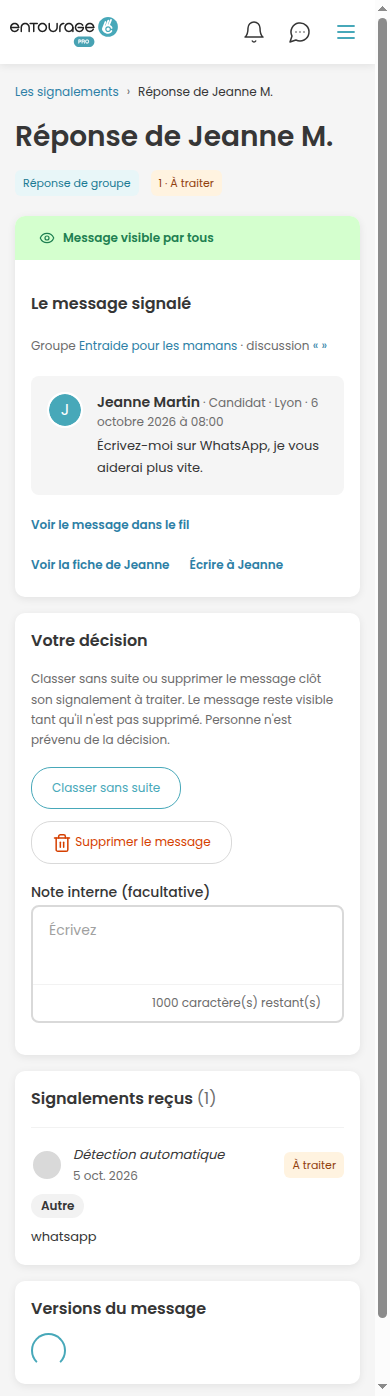 entourage
PRO
Les signalements › Réponse de Jeanne M.
Réponse de Jeanne M.
Réponse de groupe
1 · À traiter
Message visible par tous
Le message signalé
Groupe Entraide pour les mamans · discussion « »
J
Jeanne Martin · Candidat · Lyon · 6
octobre 2026 à 08:00
Écrivez-moi sur WhatsApp, je vous
aiderai plus vite.
Voir le message dans le fil
Voir la fiche de Jeanne
Écrire à Jeanne
Votre décision
Classer sans suite ou supprimer le message clôt
son signalement à traiter. Le message reste visible
tant qu'il n'est pas supprimé. Personne n'est
prévenu de la décision.
Classer sans suite
Supprimer le message
Note interne (facultative)
Écrivez
1000 caractère(s) restant(s)
Signalements reçus (1)
Détection automatique
5 oct. 2026
À traiter
Autre
whatsapp
Versions du message